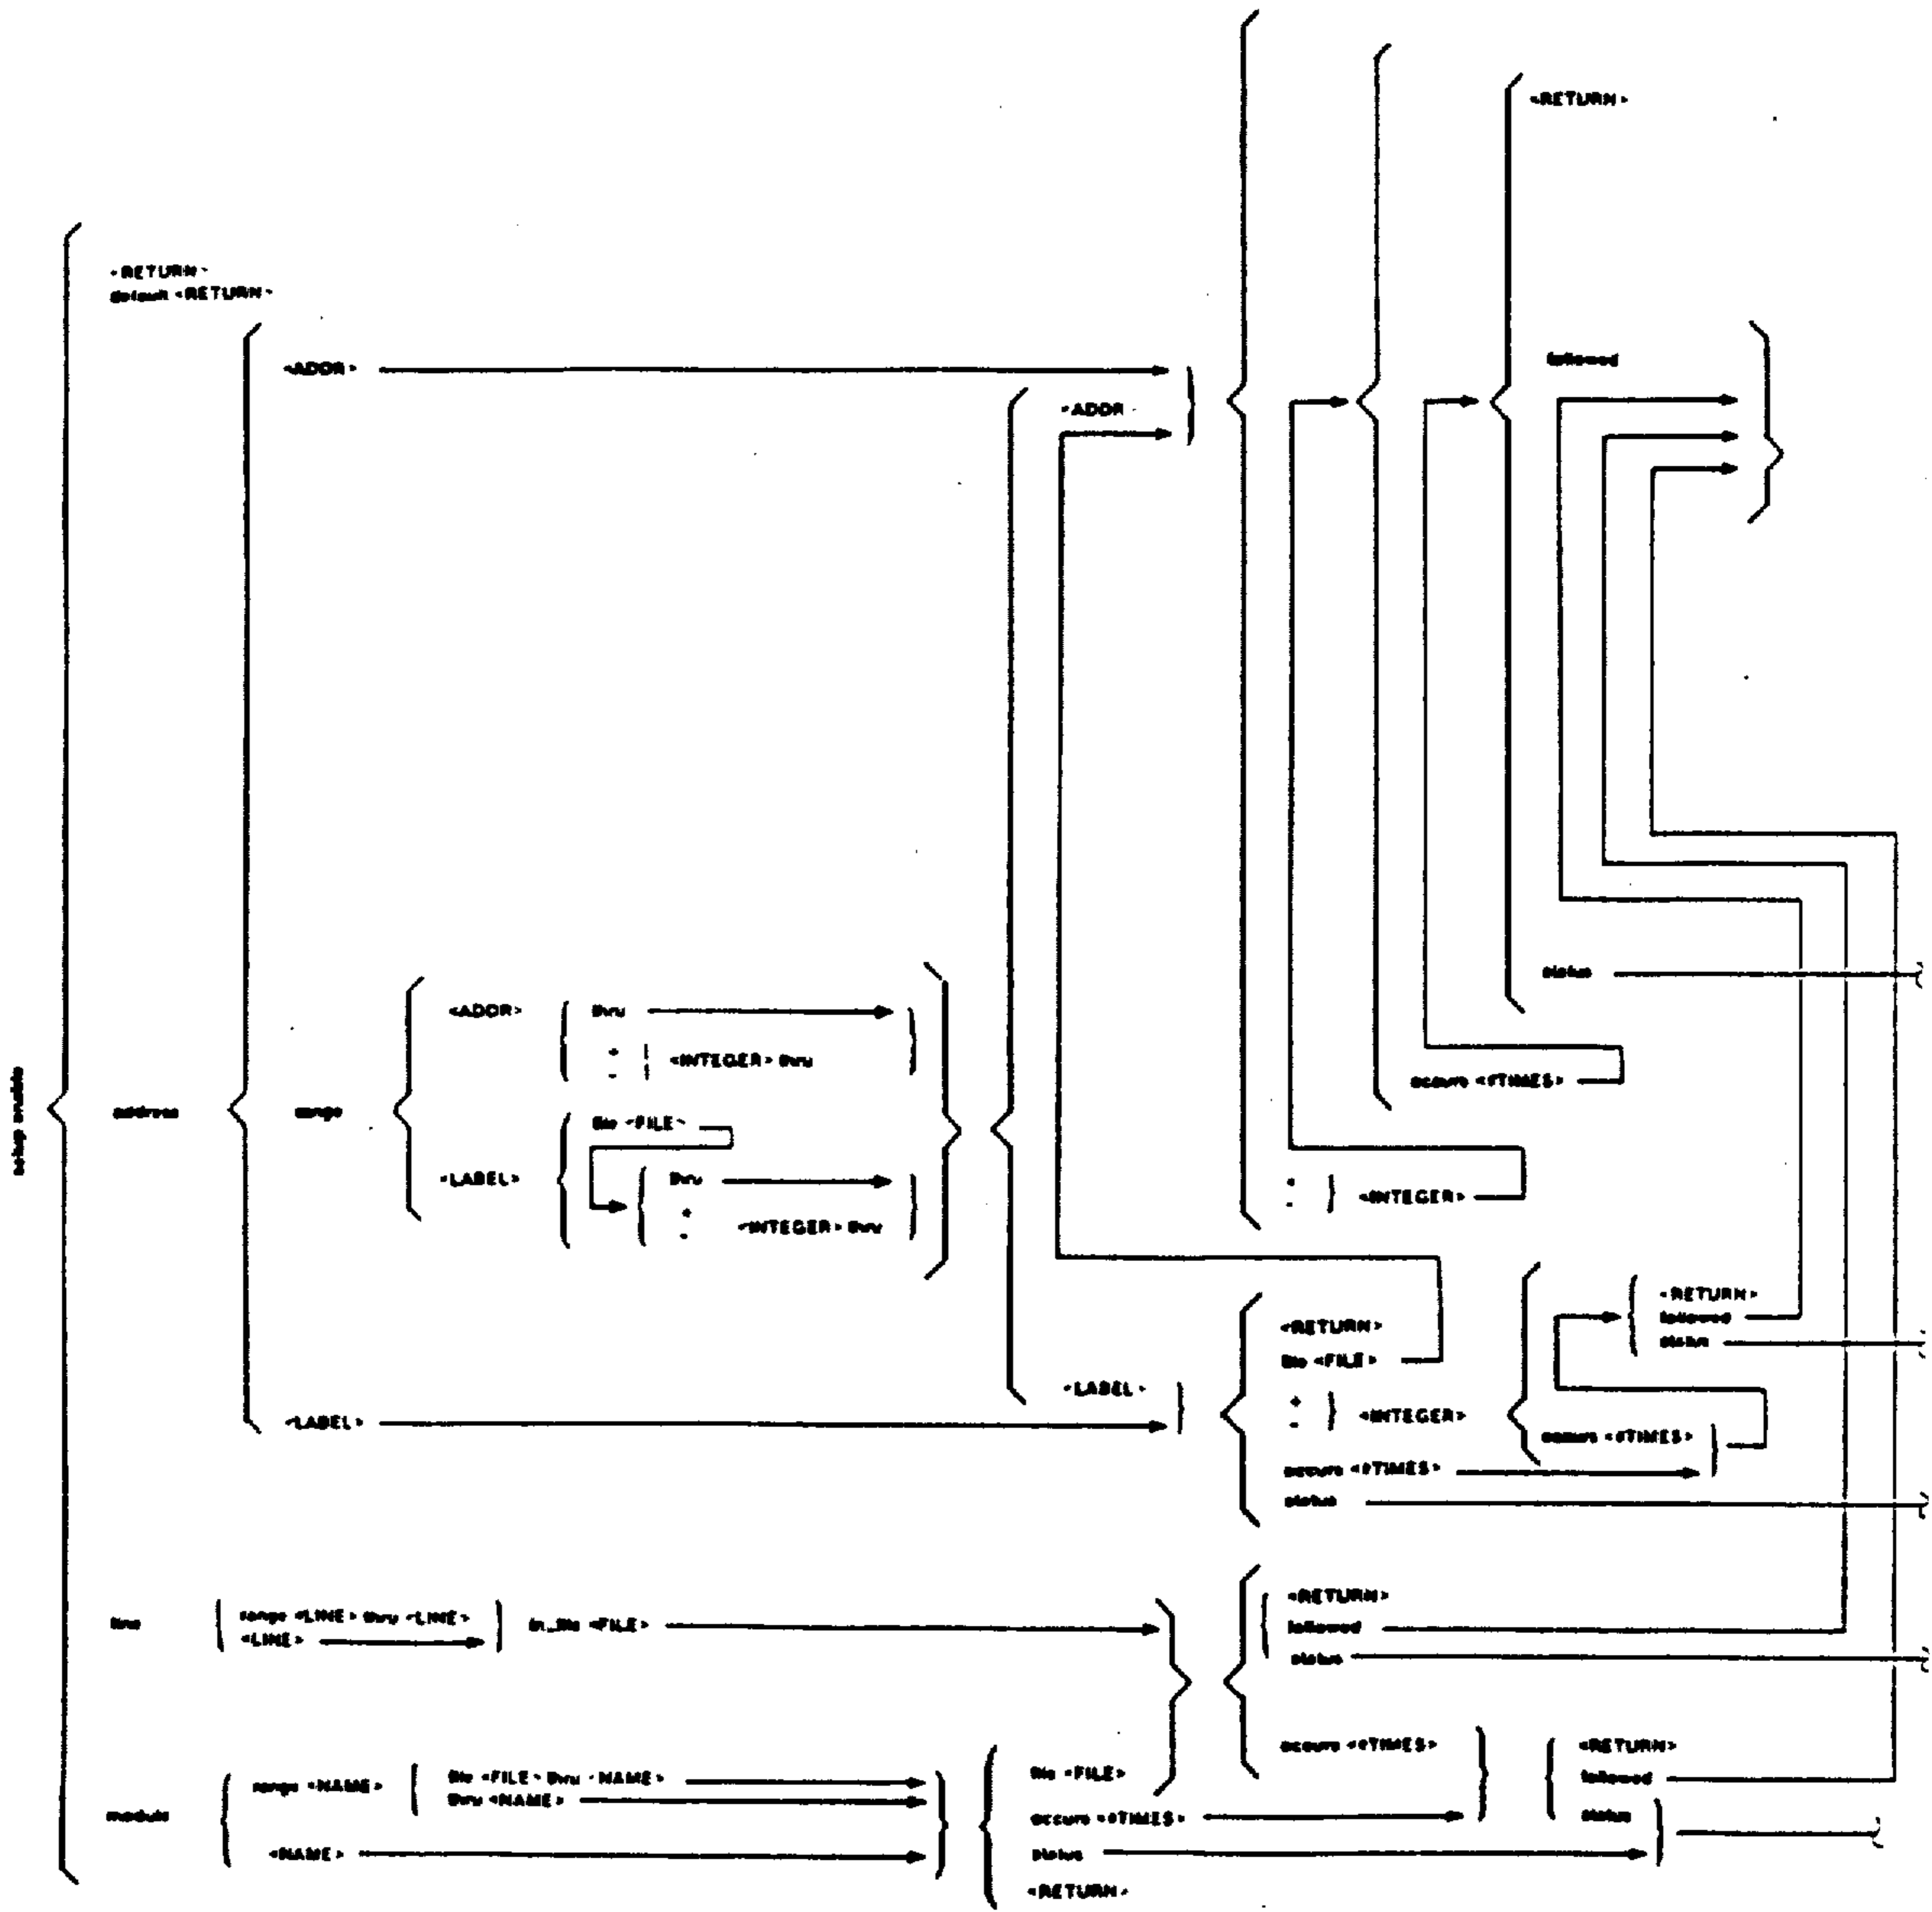 <RETURN>
<RETURN>
default <RETURN>
followed
<ADDR>
<ADDR>
status
<ADDR>
thru
+
-
<INTEGER> thru
occurs <#TIMES>
setup enable
address
range
file <FILE>
<LABEL>
thru
+
-
<INTEGER> thru
+
-
<INTEGER>
<RETURN>
followed
status
<RETURN>
file <FILE>
<LABEL>
<LABEL>
+
-
<INTEGER>
occurs <#TIMES>
occurs <#TIMES>
status
<RETURN>
line
range <LINE> thru <LINE>
<LINE>
in_file <FILE>
followed
status
occurs <#TIMES>
<RETURN>
file <FILE>
followed
module
range <NAME>
file <FILE> thru <NAME>
thru <NAME>
occurs <#TIMES>
status
<NAME>
status
<RETURN>